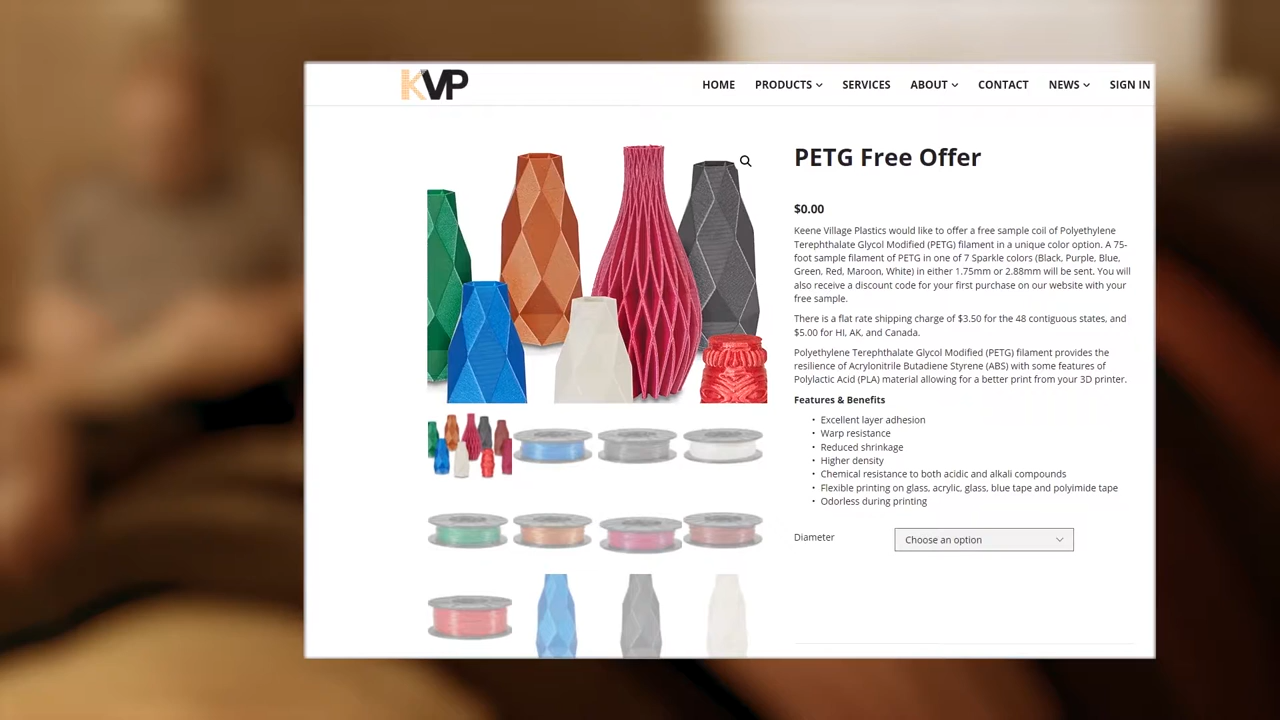 KVP
HOME PRODUCTS SERVICES ABOUT CONTACT NEWS SIGN IN
PETG Free Offer
$0.00
Keene Village Plastics would like to offer a free sample coil of Polyethylene
Terephthalate Glycol Modified (PETG) filament in a unique color option. A 75-
foot sample filament of PETG in one of 7 Sparkle colors (Black, Purple, Blue,
Green, Red, Maroon, White) in either 1.75mm or 2.88mm will be sent. You will
also receive a discount code for your first purchase on our website with your
free sample.
There is a flat rate shipping charge of $3.50 for the 48 contiguous states, and
$5.00 for HI, AK, and Canada.
Polyethylene Terephthalate Glycol Modified (PETG) filament provides the
resilience of Acrylonitrile Butadiene Styrene (ABS) with some features of
Polylactic Acid (PLA) material allowing for a better print from your 3D printer.
Features & Benefits
• Excellent layer adhesion
• Warp resistance
• Reduced shrinkage
• Higher density
• Chemical resistance to both acidic and alkali compounds
• Flexible printing on glass, acrylic, glass, blue tape and polyimide tape
• Odorless during printing
Diameter Choose an option